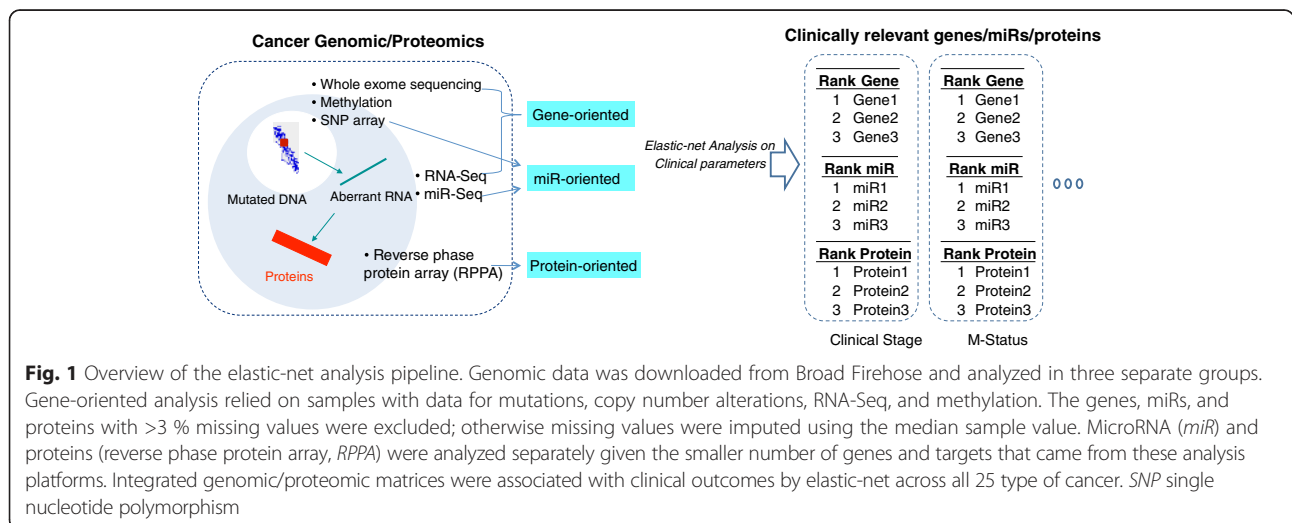 Cancer Genomic/Proteomics
• Whole exome sequencing
• Methylation
• SNP array
Mutated DNA
Aberrant RNA
• RNA-Seq
• miR-Seq
Proteins
• Reverse phase
protein array (RPPA)
Gene-oriented
miR-oriented
Protein-oriented
Elastic-net Analysis on
Clinical parameters
Clinically relevant genes/miRs/proteins
Rank Gene
1 Gene1
2 Gene2
3 Gene3
Rank miR
1 miR1
2 miR2
3 miR3
Rank Protein
1 Protein1
2 Protein2
3 Protein3
Clinical Stage
Rank Gene
1 Gene1
2 Gene2
3 Gene3
Rank miR
1 miR1
2 miR2
3 miR3
Rank Protein
1 Protein1
2 Protein2
3 Protein3
M-Status
Fig. 1 Overview of the elastic-net analysis pipeline. Genomic data was downloaded from Broad Firehose and analyzed in three separate groups.
Gene-oriented analysis relied on samples with data for mutations, copy number alterations, RNA-Seq, and methylation. The genes, miRs, and
proteins with >3 % missing values were excluded; otherwise missing values were imputed using the median sample value. MicroRNA (miR) and
proteins (reverse phase protein array, RPPA) were analyzed separately given the smaller number of genes and targets that came from these analysis
platforms. Integrated genomic/proteomic matrices were associated with clinical outcomes by elastic-net across all 25 type of cancer. SNP single
nucleotide polymorphism